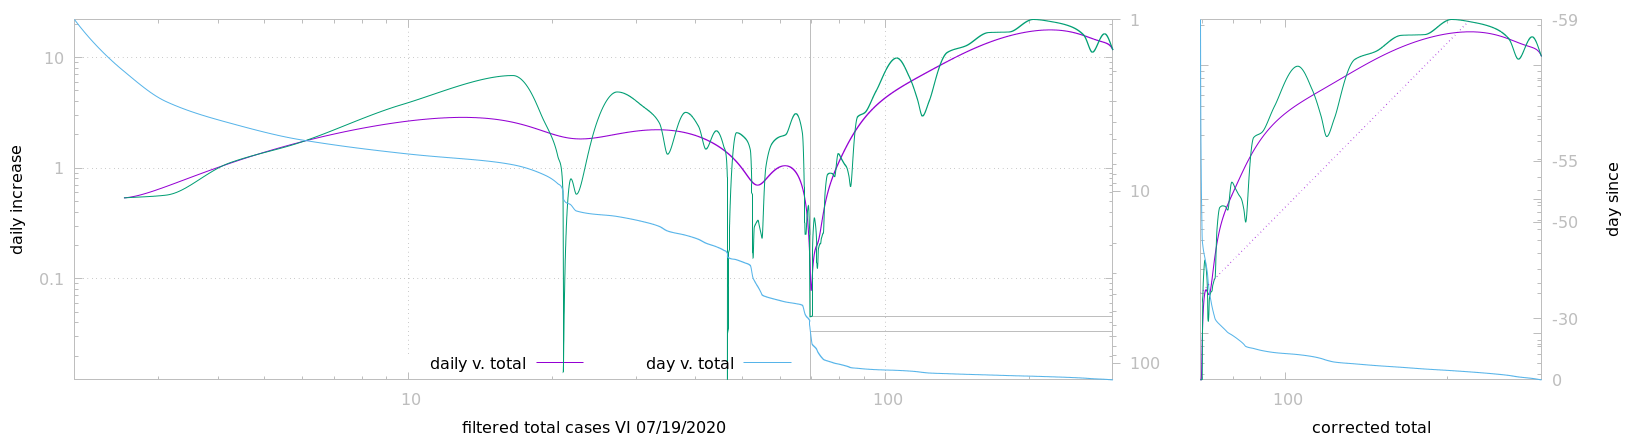 daily increase
10
1
0.1
10
100
1
10
100
daily v. total
day v. total
filtered total cases VI 07/19/2020
-59
-55
-50
-30
0
day since
100
corrected total